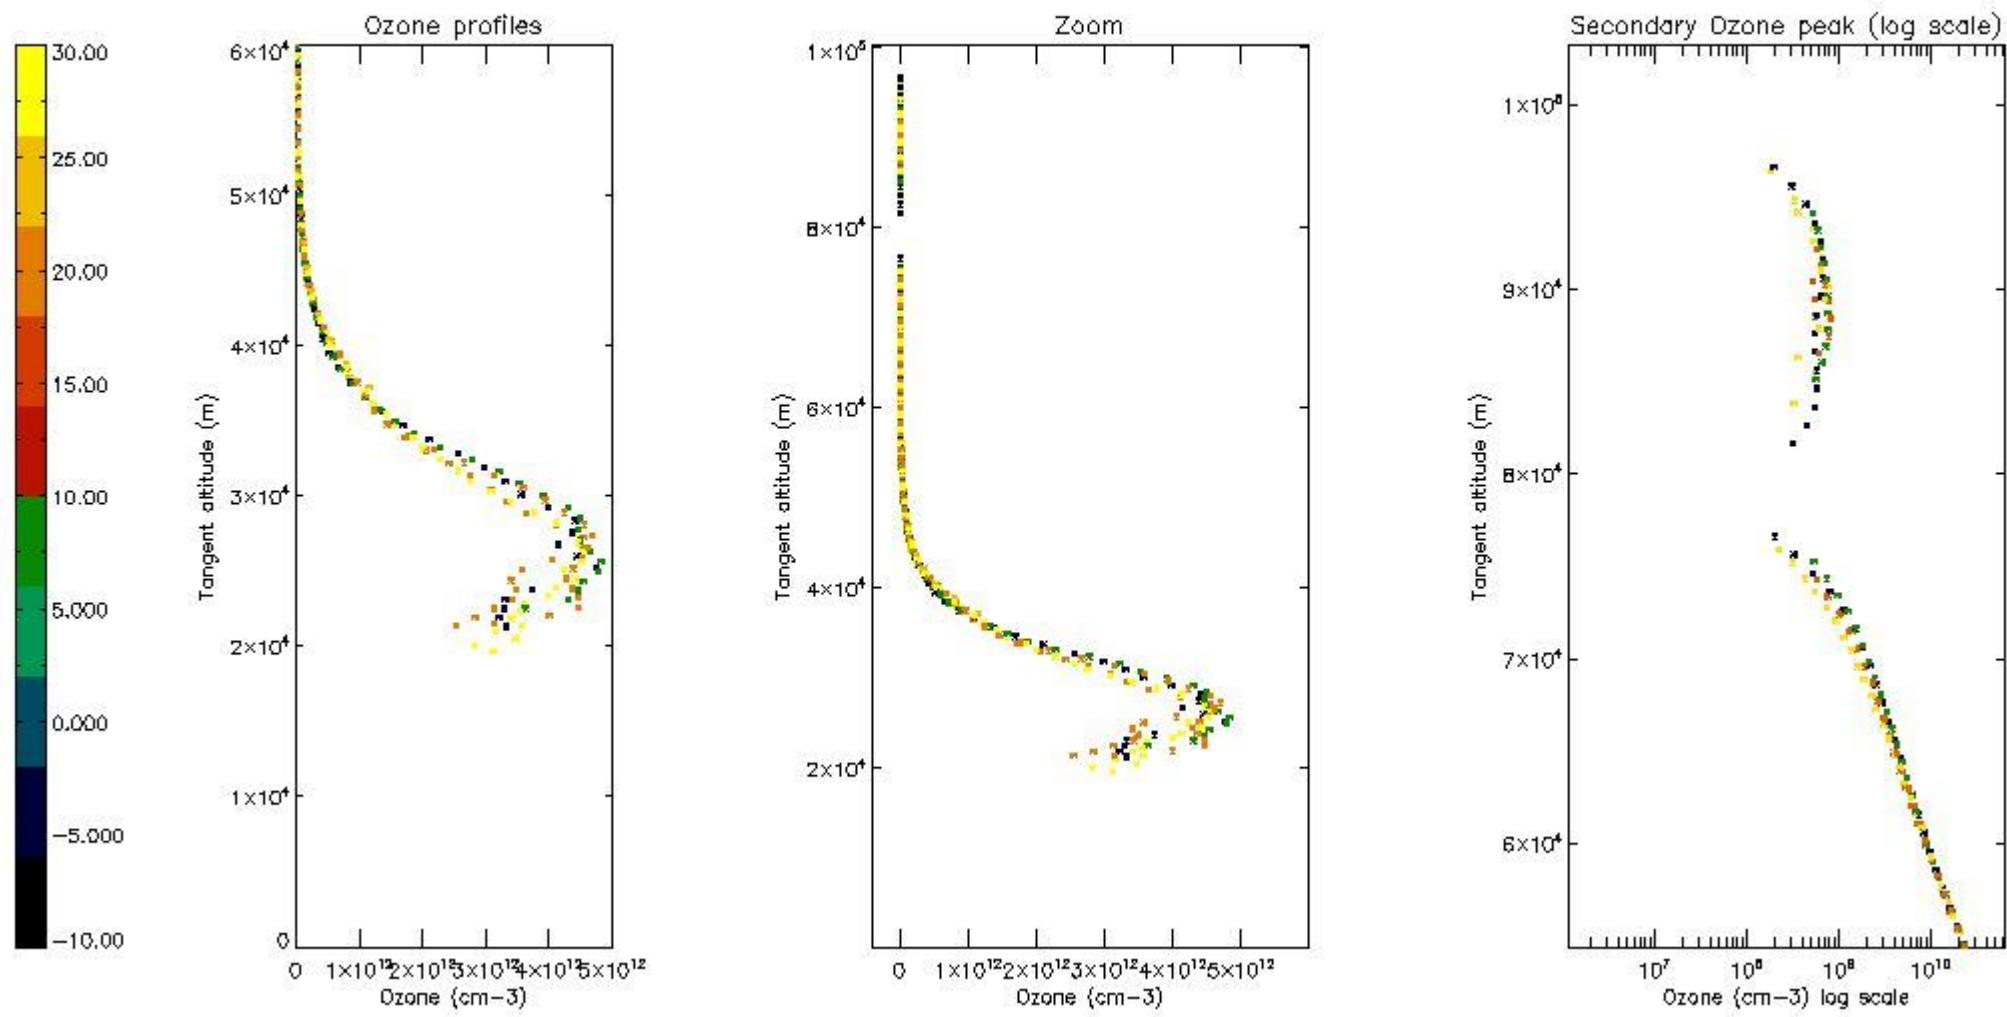 Ozone profiles
Zoom
Secondary Ozone peak (log scale)
30.00
25.00
20.00
15.00
10.00
5.000
0.000
−5.000
−10.00
6×10⁴
5×10⁴
4×10⁴
3×10⁴
2×10⁴
1×10⁴
0
Tangent altitude (m)
0 1×10¹² 2×10¹² 3×10¹² 4×10¹² 5×10¹²
Ozone (cm−3)
1×10⁵
8×10⁴
6×10⁴
4×10⁴
2×10⁴
Tangent altitude (m)
0 1×10¹² 2×10¹² 3×10¹² 4×10¹² 5×10¹²
Ozone (cm−3)
1×10⁵
9×10⁴
8×10⁴
7×10⁴
6×10⁴
Tangent altitude (m)
10⁷ 10⁸ 10⁹ 10¹⁰
Ozone (cm−3) log scale